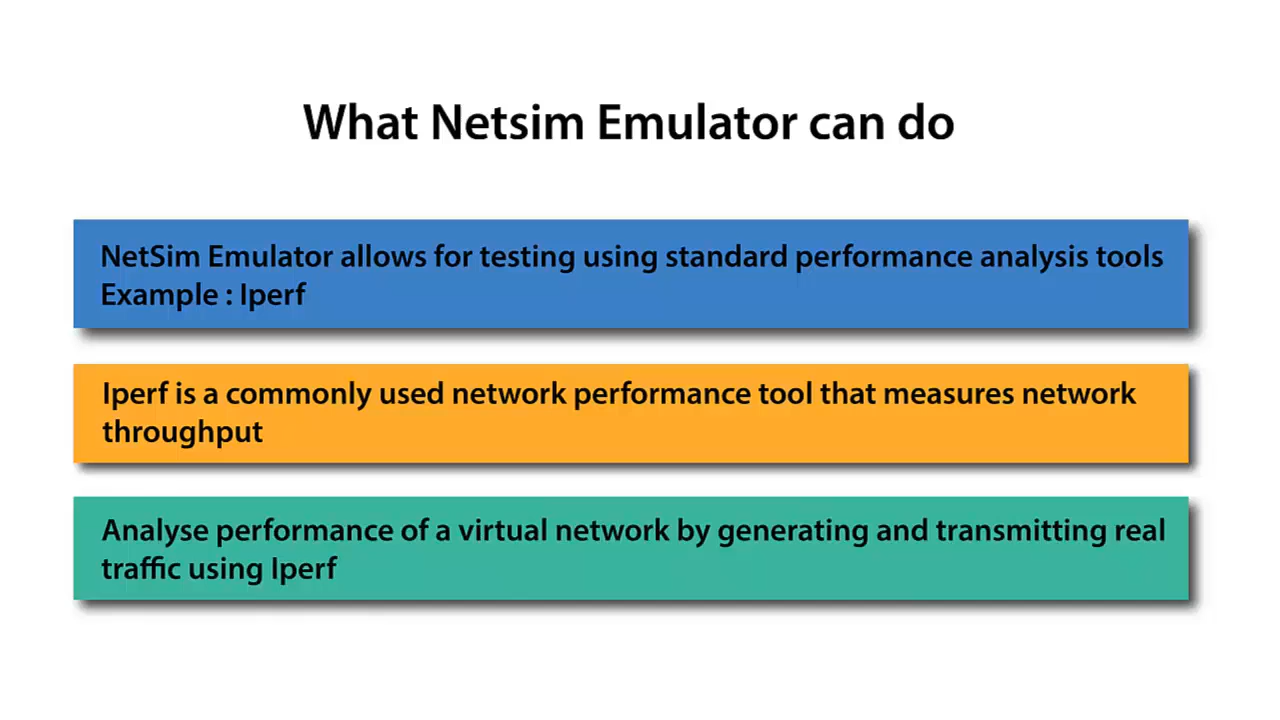 What Netsim Emulator can do
NetSim Emulator allows for testing using standard performance analysis tools
Example : Iperf
Iperf is a commonly used network performance tool that measures network
throughput
Analyse performance of a virtual network by generating and transmitting real
traffic using Iperf